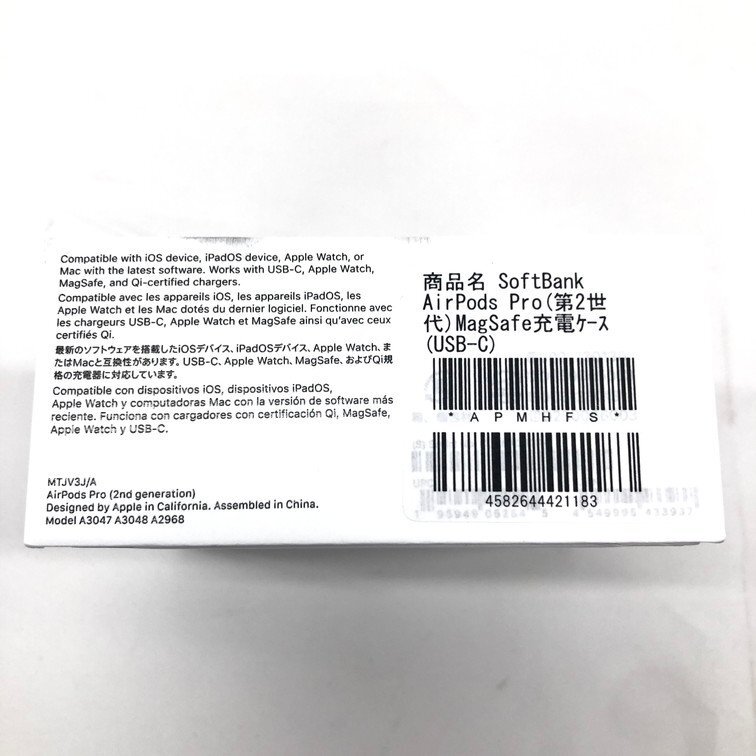 Compatible with iOS device, iPadOS device, Apple Watch, or
Mac with the latest software. Works with USB-C, Apple Watch,
MagSafe, and Qi-certified chargers.
Compatible avec les appareils iOS, les appareils iPadOS, les
Apple Watch et les Mac dotés du dernier logiciel. Fonctionne avec
les chargeurs USB-C, Apple Watch et MagSafe ainsi qu'avec ceux
certifiés Qi.
最新のソフトウェアを搭載したiOSデバイス、iPadOSデバイス、Apple Watch、ま
たはMacと互換性があります。USB-C、Apple Watch、MagSafe、およびQi規
格の充電器に対応しています。
Compatible con dispositivos iOS, dispositivos iPadOS,
Apple Watch y computadoras Mac con la versión de software más
reciente. Funciona con cargadores con certificación Qi, MagSafe,
Apple Watch y USB-C.
MTJV3J/A
AirPods Pro (2nd generation)
Designed by Apple in California. Assembled in China.
Model A3047 A3048 A2968
商品名 SoftBank
AirPods Pro(第2世
代)MagSafe充電ｹｰｽ
(USB-C)
*APMHFS*
4582644421183